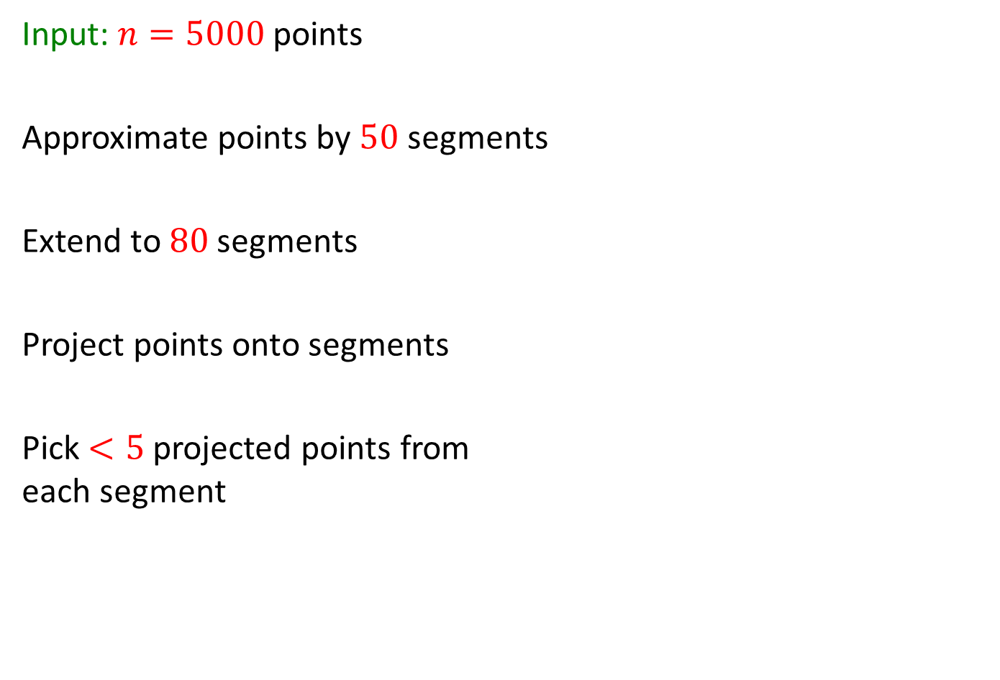 Input: n = 5000 points
Approximate points by 50 segments
Extend to 80 segments
Project points onto segments
Pick < 5 projected points from
each segment